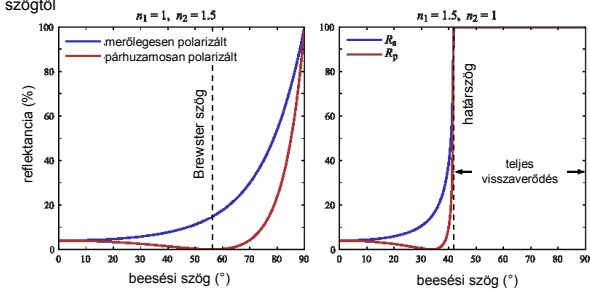 szögtől
n₁ = 1, n₂ = 1.5
merőlegesen polarizált
párhuzamosan polarizált
Brewster szög
reflektancia (%)
100
80
60
40
20
0
0 10 20 30 40 50 60 70 80 90
beesési szög (°)
n₁ = 1.5, n₂ = 1
Rs
Rp
határszög
teljes
visszaverődés
100
80
60
40
20
0
0 10 20 30 40 50 60 70 80 90
beesési szög (°)